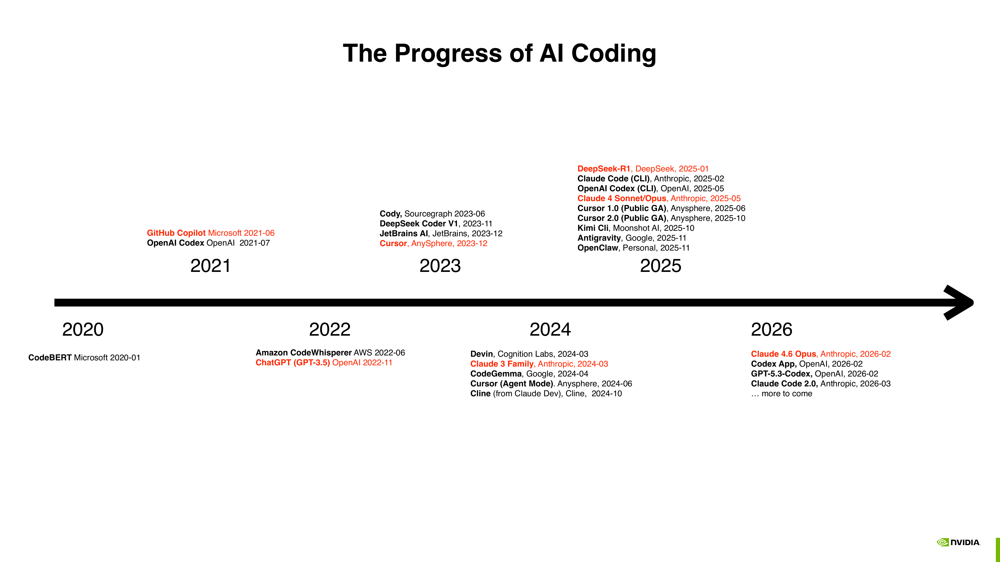 The Progress of AI Coding
DeepSeek-R1, DeepSeek, 2025-01
Claude Code (CLI), Anthropic, 2025-02
OpenAI Codex (CLI), OpenAI, 2025-05
Claude 4 Sonnet/Opus, Anthropic, 2025-05
Cursor 1.0 (Public GA), Anysphere, 2025-06
Cursor 2.0 (Public GA), Anysphere, 2025-10
Kimi Cli, Moonshot AI, 2025-10
Antigravity, Google, 2025-11
OpenClaw, Personal, 2025-11
Cody, Sourcegraph 2023-06
DeepSeek Coder V1, 2023-11
JetBrains AI, JetBrains, 2023-12
Cursor, AnySphere, 2023-12
GitHub Copilot Microsoft 2021-06
OpenAI Codex OpenAI  2021-07
2021
2023
2025
2020
2022
2024
2026
CodeBERT Microsoft 2020-01
Amazon CodeWhisperer AWS 2022-06
ChatGPT (GPT-3.5) OpenAI 2022-11
Devin, Cognition Labs, 2024-03
Claude 3 Family, Anthropic, 2024-03
CodeGemma, Google, 2024-04
Cursor (Agent Mode). Anysphere, 2024-06
Cline (from Claude Dev), Cline,  2024-10
Claude 4.6 Opus, Anthropic, 2026-02
Codex App, OpenAI, 2026-02
GPT-5.3-Codex, OpenAI, 2026-02
Claude Code 2.0, Anthropic, 2026-03
… more to come
NVIDIA